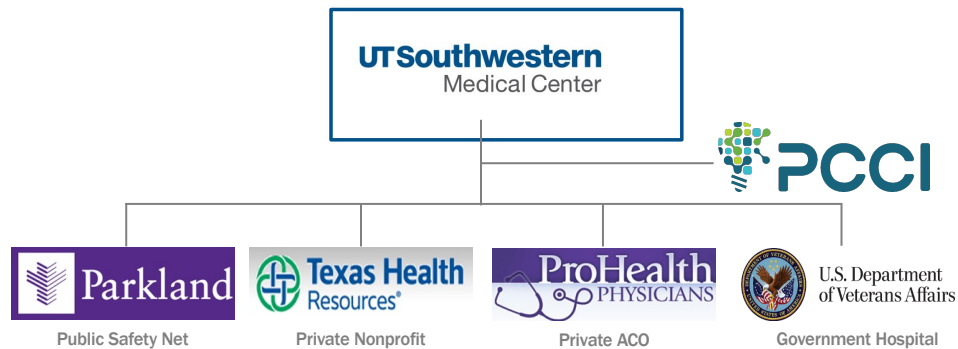 UTSouthwestern
Medical Center
PCCI
Parkland
Texas Health
Resources®
ProHealth
PHYSICIANS
U.S. Department
of Veterans Affairs
Public Safety Net
Private Nonprofit
Private ACO
Government Hospital